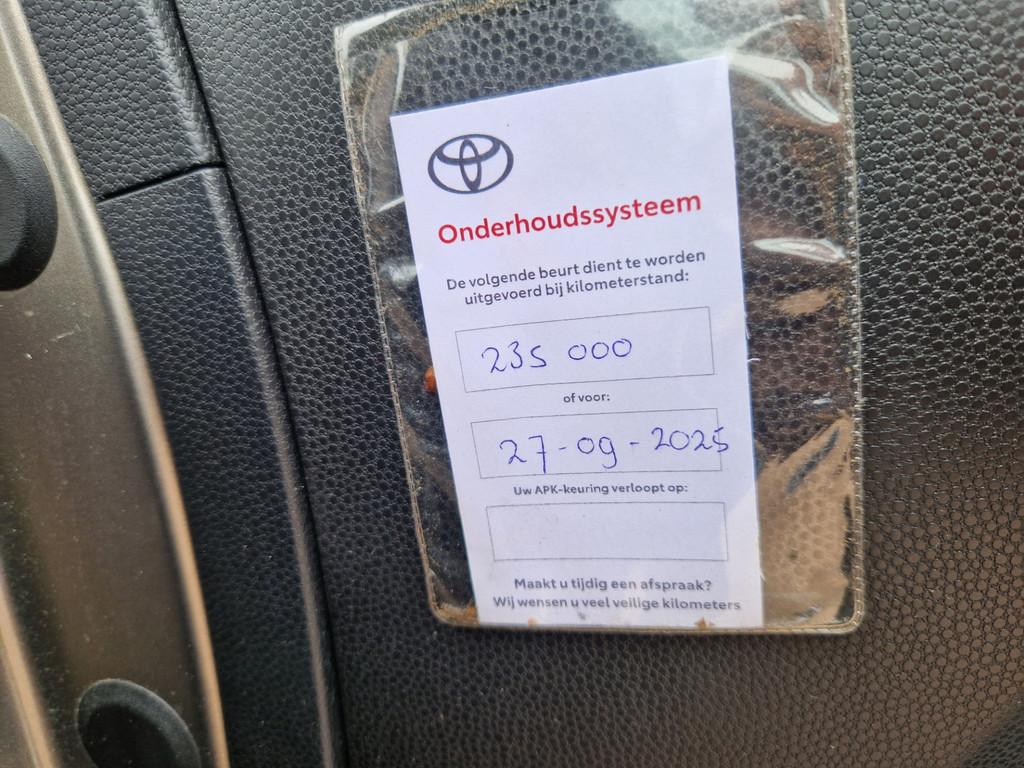 Onderhoudssysteem
De volgende beurt dient te worden
uitgevoerd bij kilometerstand:
235 000
of voor:
27-09-2025
Uw APK-keuring verloopt op:
Maakt u tijdig een afspraak?
Wij wensen u veel veilige kilometers